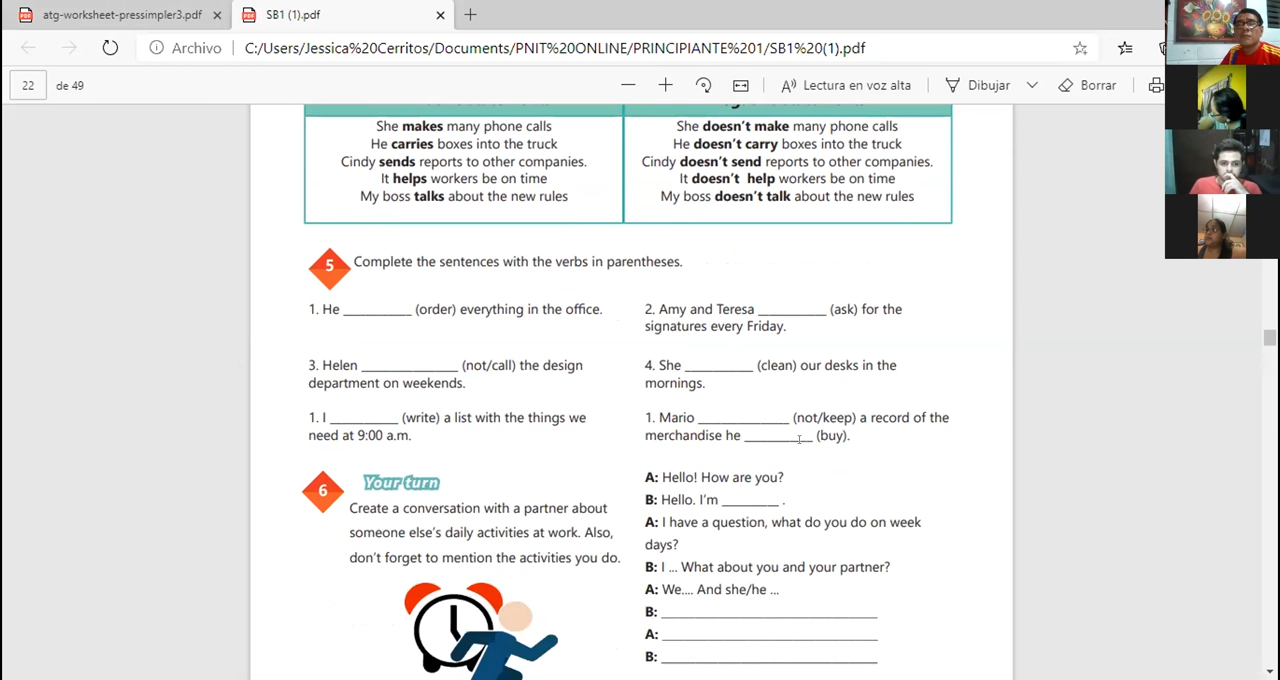 atg-worksheet-pressimpler3.pdf
SB1 (1).pdf
Archivo
C:/Users/Jessica%20Cerritos/Documents/PNIT%20ONLINE/PRINCIPIANTE%201/SB1%20(1).pdf
22
de 49
Lectura en voz alta
Dibujar
Borrar
She makes many phone calls
He carries boxes into the truck
Cindy sends reports to other companies.
It helps workers be on time
My boss talks about the new rules
She doesn't make many phone calls
He doesn't carry boxes into the truck
Cindy doesn't send reports to other companies.
It doesn't help workers be on time
My boss doesn't talk about the new rules
5
Complete the sentences with the verbs in parentheses.
1. He __________ (order) everything in the office.
2. Amy and Teresa __________ (ask) for the
signatures every Friday.
3. Helen ______________ (not/call) the design
department on weekends.
4. She __________ (clean) our desks in the
mornings.
1. I __________ (write) a list with the things we
need at 9:00 a.m.
1. Mario _____________ (not/keep) a record of the
merchandise he __________ (buy).
6
Your turn
Create a conversation with a partner about
someone else's daily activities at work. Also,
don't forget to mention the activities you do.
A: Hello! How are you?
B: Hello. I'm ________ .
A: I have a question, what do you do on week
days?
B: I ... What about you and your partner?
A: We.... And she/he ...
B: ________________________________
A: ________________________________
B: ________________________________